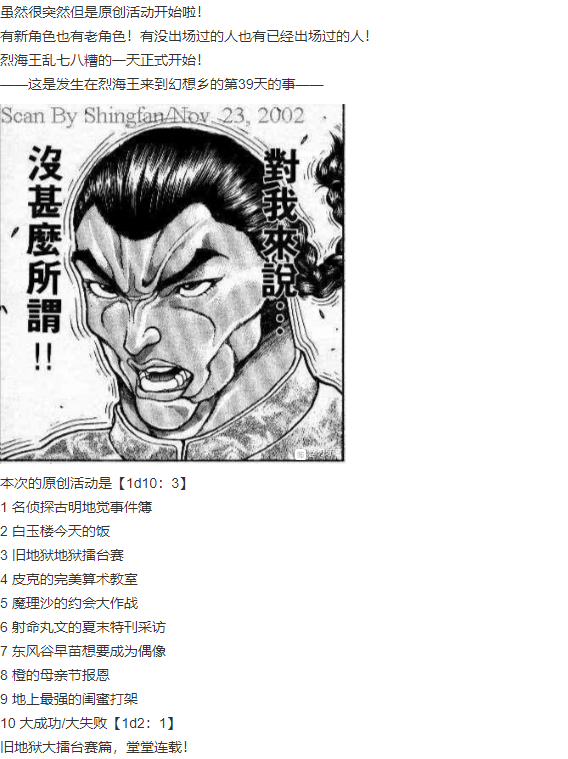 虽然很突然但是原创活动开始啦！
有新角色也有老角色！有没出场过的人也有已经出场过的人！
烈海王乱七八糟的一天正式开始！
——这是发生在烈海王来到幻想乡的第39天的事——
Scan By Shingfan/Nov. 23, 2002
對我來說…
沒甚麼所謂!!
本次的原创活动是【1d10：3】
1 名侦探古明地觉事件簿
2 白玉楼今天的饭
3 旧地狱地狱擂台赛
4 皮克的完美算术教室
5 魔理沙的约会大作战
6 射命丸文的夏末特刊采访
7 东风谷早苗想要成为偶像
8 橙的母亲节报恩
9 地上最强的闺蜜打架
10 大成功/大失败【1d2：1】
旧地狱大擂台赛篇，堂堂连载！